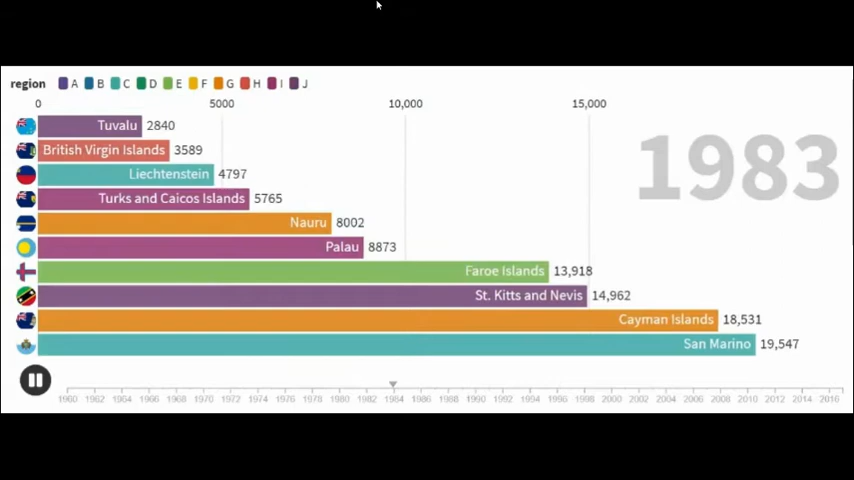 region A B C D E F G H I J
0 5000 10,000 15,000
Tuvalu 2840
British Virgin Islands 3589
Liechtenstein 4797
Turks and Caicos Islands 5765
Nauru 8002
Palau 8873
Faroe Islands 13,918
St. Kitts and Nevis 14,962
Cayman Islands 18,531
San Marino 19,547
1983
1960 1962 1964 1966 1968 1970 1972 1974 1976 1978 1980 1982 1984 1986 1988 1990 1992 1994 1996 1998 2000 2002 2004 2006 2008 2010 2012 2014 2016